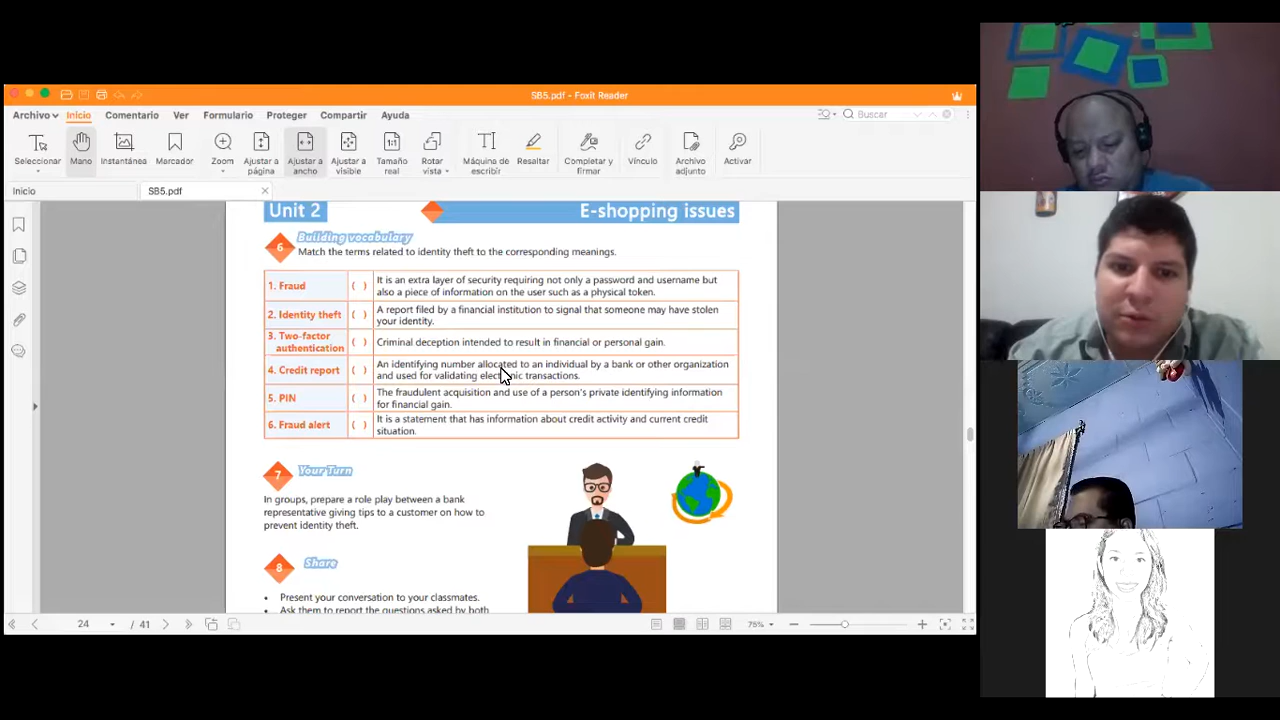 SB5.pdf - Foxit Reader
Archivo Inicio Comentario Ver Formulario Proteger Compartir Ayuda
Buscar
Seleccionar Mano Instantánea Marcador Zoom Ajustar a página Ajustar a ancho Ajustar a visible Tamaño real Rotar vista Máquina de escribir Resaltar Completar y firmar Vínculo Archivo adjunto Activar
Inicio SB5.pdf
Unit 2 E-shopping issues
6 Building vocabulary
Match the terms related to identity theft to the corresponding meanings.
1. Fraud ( ) It is an extra layer of security requiring not only a password and username but
also a piece of information on the user such as a physical token.
2. Identity theft ( ) A report filed by a financial institution to signal that someone may have stolen
your identity.
3. Two-factor
authentication ( ) Criminal deception intended to result in financial or personal gain.
4. Credit report ( ) An identifying number allocated to an individual by a bank or other organization
and used for validating electronic transactions.
5. PIN ( ) The fraudulent acquisition and use of a person's private identifying information
for financial gain.
6. Fraud alert ( ) It is a statement that has information about credit activity and current credit
situation.
7 Your Turn
In groups, prepare a role play between a bank
representative giving tips to a customer on how to
prevent identity theft.
8 Share
• Present your conversation to your classmates.
• Ask them to report the questions asked by both
24 / 41 75%